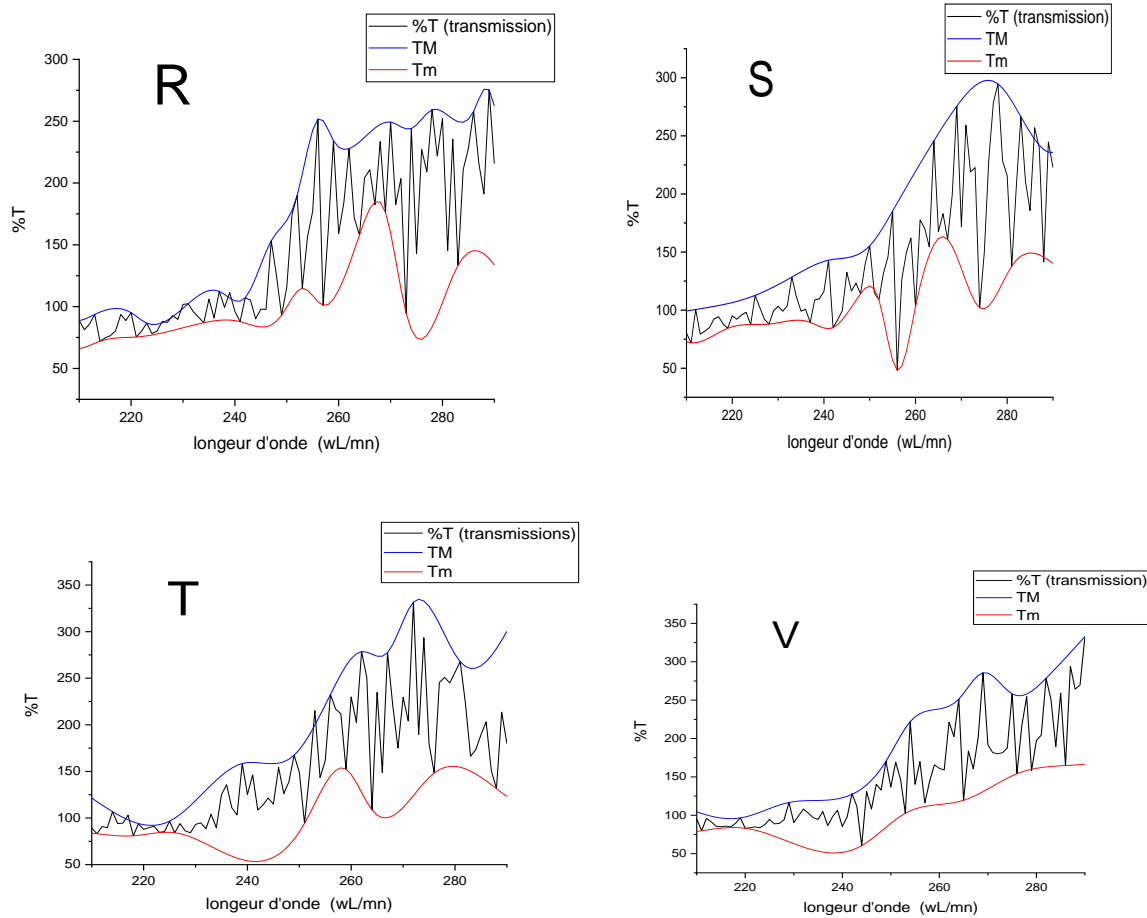 R
%T (transmission)
TM
Tm
300
250
200
150
100
50
%T
220
240
260
280
longeur d'onde (wL/mn)
S
%T (transmission)
TM
Tm
300
250
200
150
100
50
%T
220
240
260
280
longeur d'onde (wL/mn)
T
%T (transmissions)
TM
Tm
350
300
250
200
150
100
50
%T
220
240
260
280
longeur d'onde (wL/mn)
V
%T (transmission)
TM
Tm
350
300
250
200
150
100
50
%T
220
240
260
280
longeur d'onde (wL/mn)